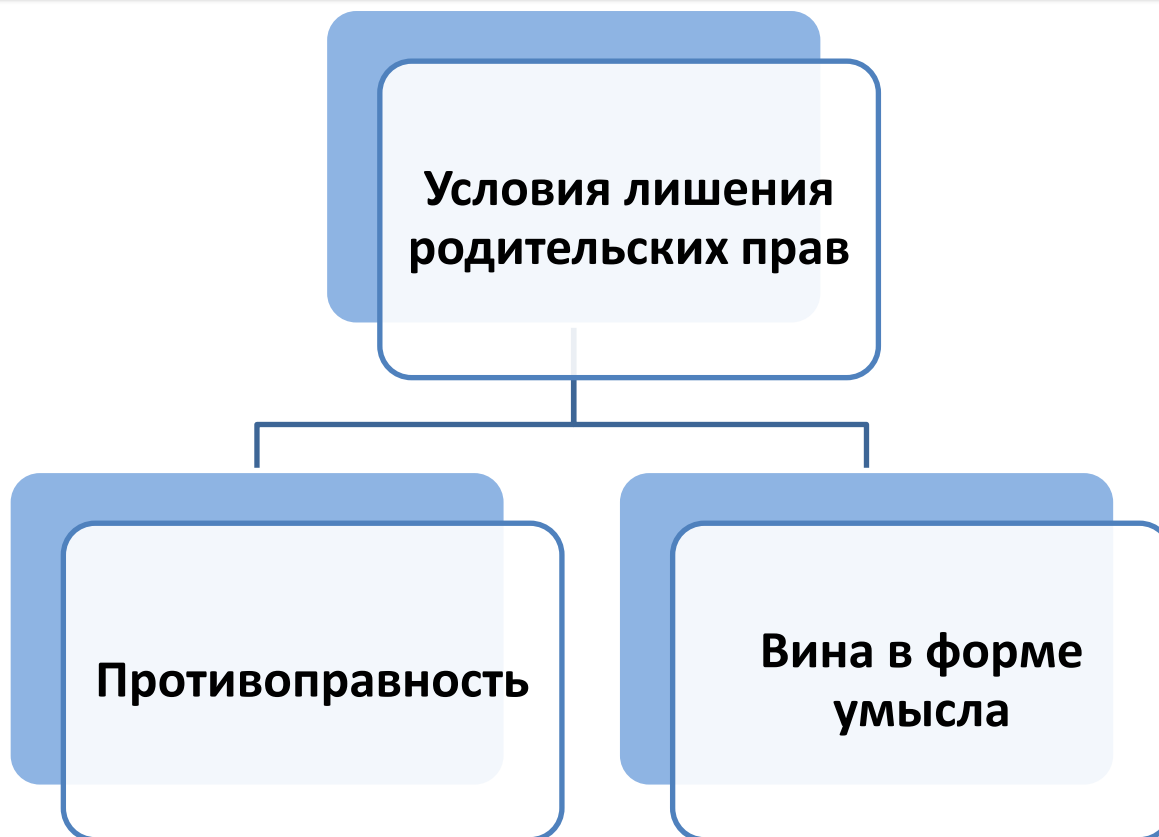 Условия лишения
родительских прав
Противоправность
Вина в форме
умысла